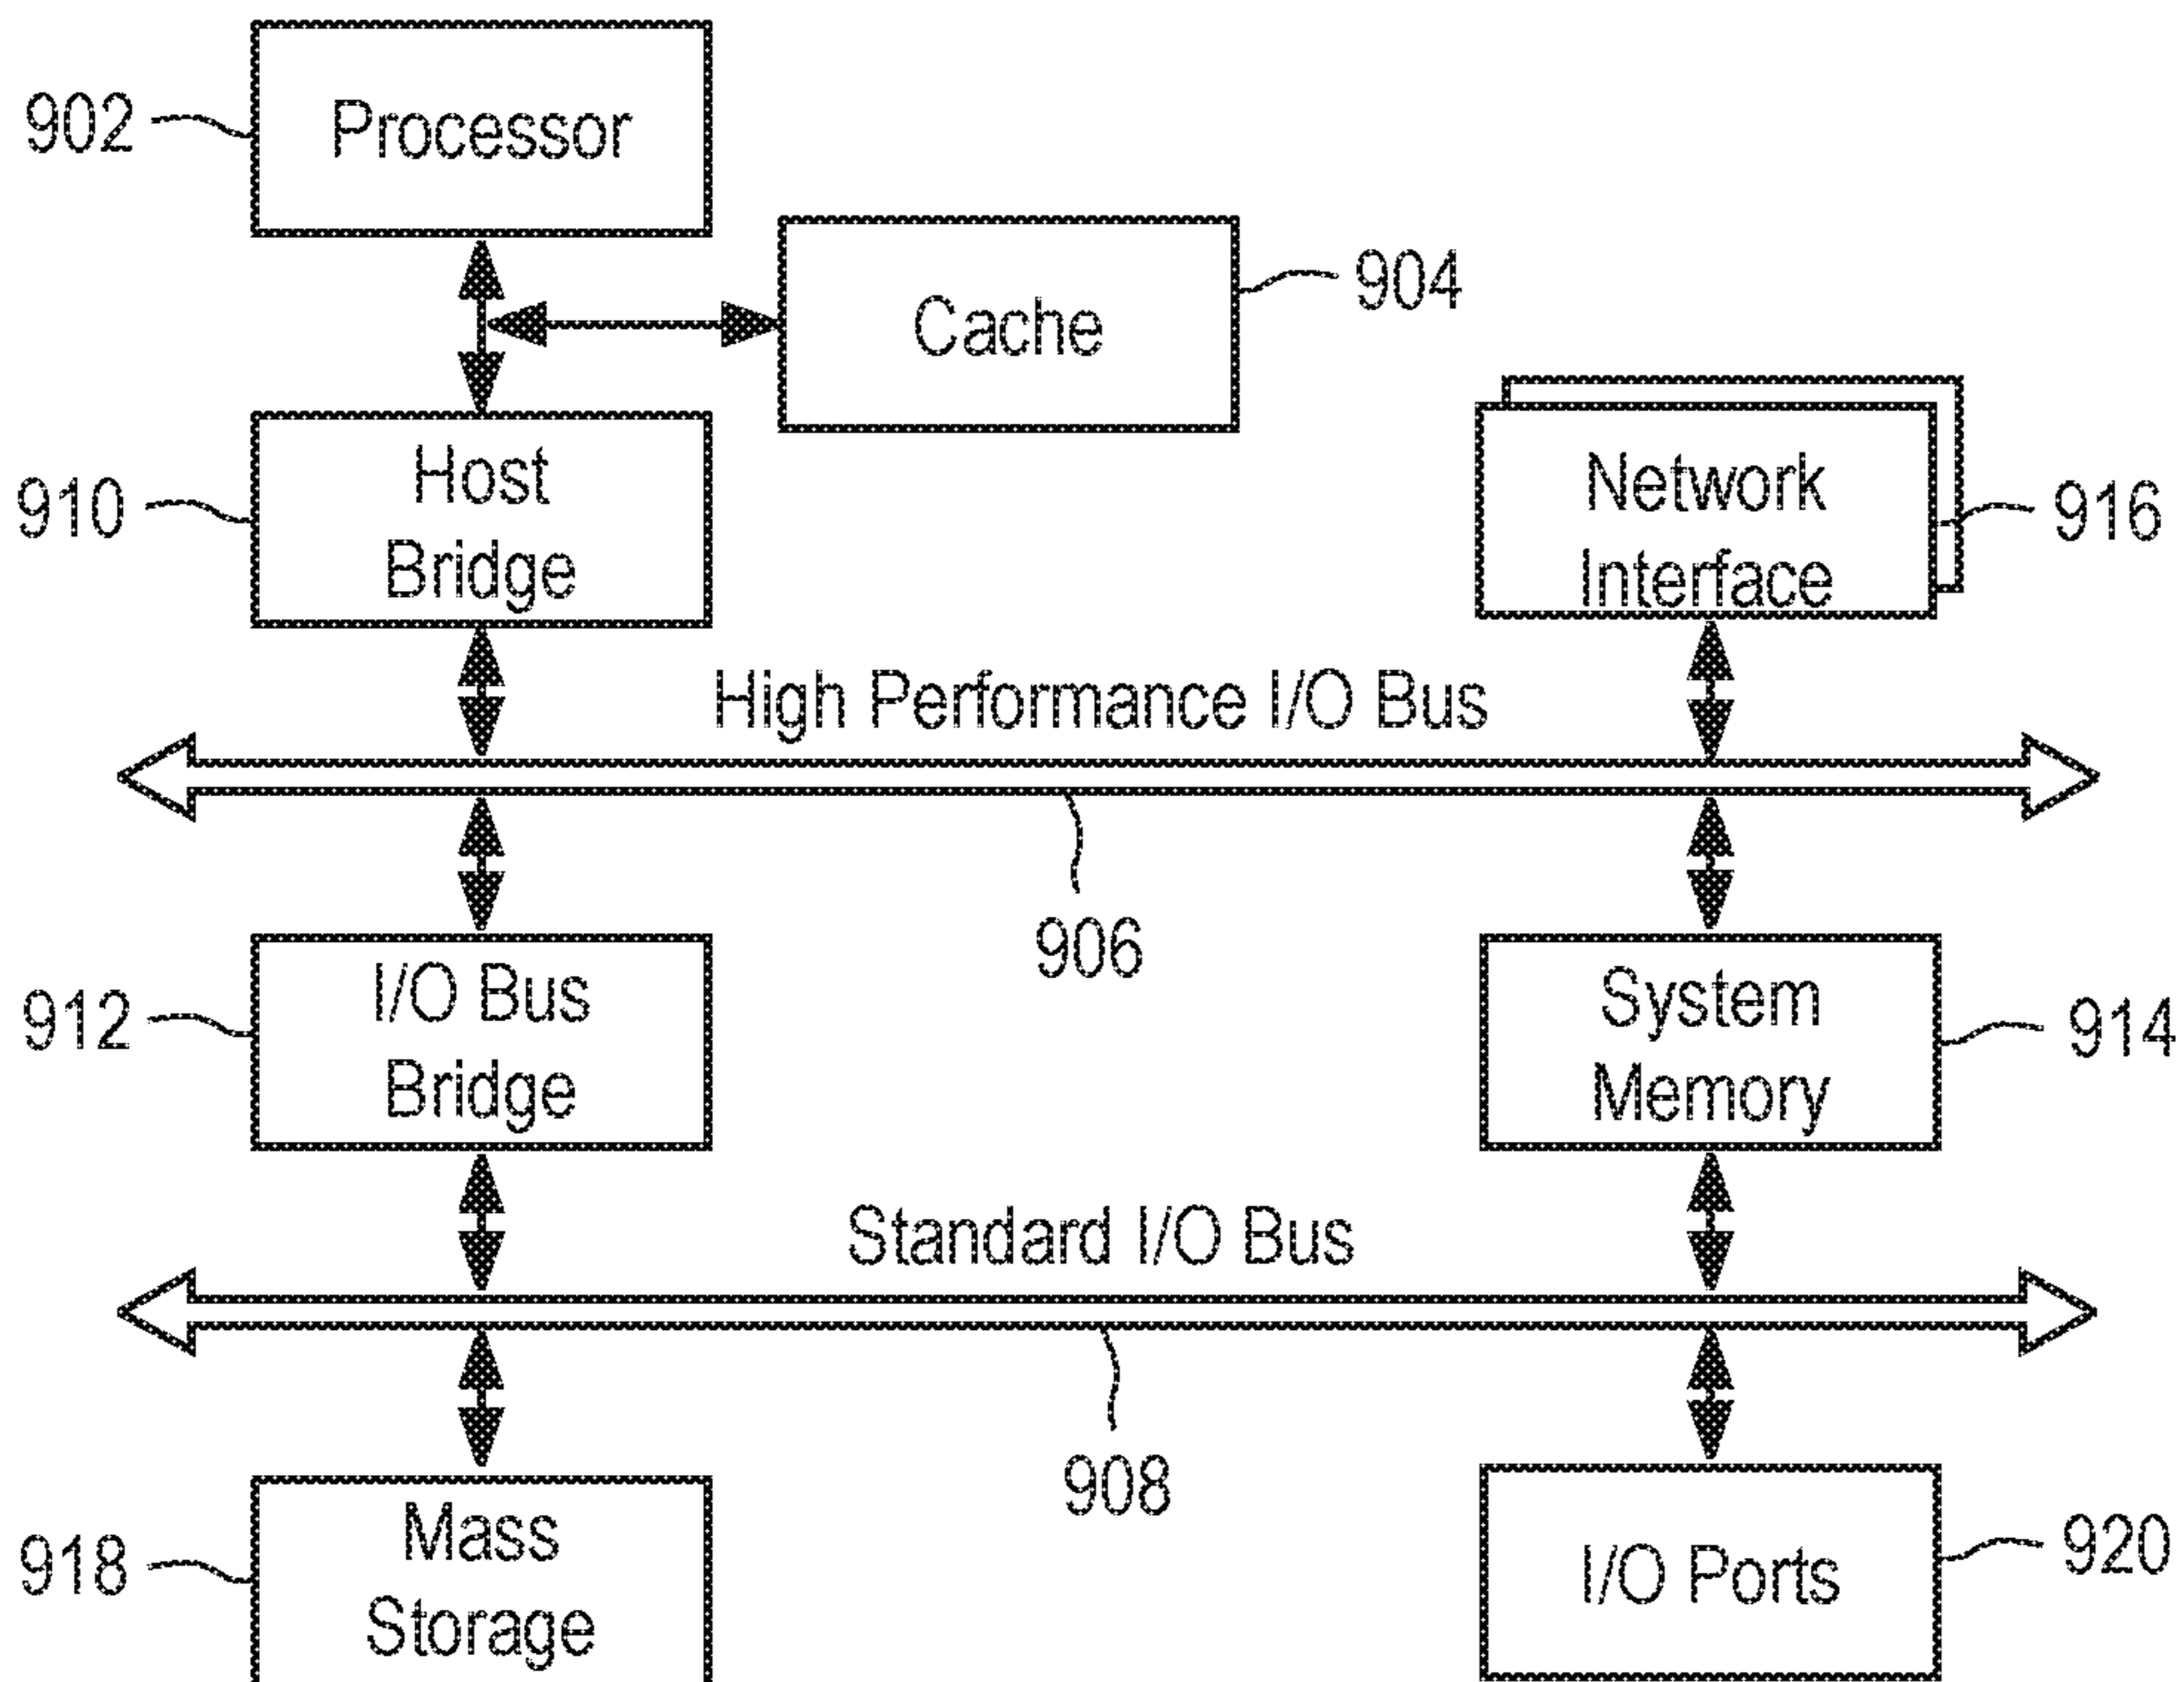 902
Processor
Cache
904
910
Host
Bridge
Network
Interface
916
High Performance I/O Bus
906
912
I/O Bus
Bridge
System
Memory
914
Standard I/O Bus
908
918
Mass
Storage
I/O Ports
920